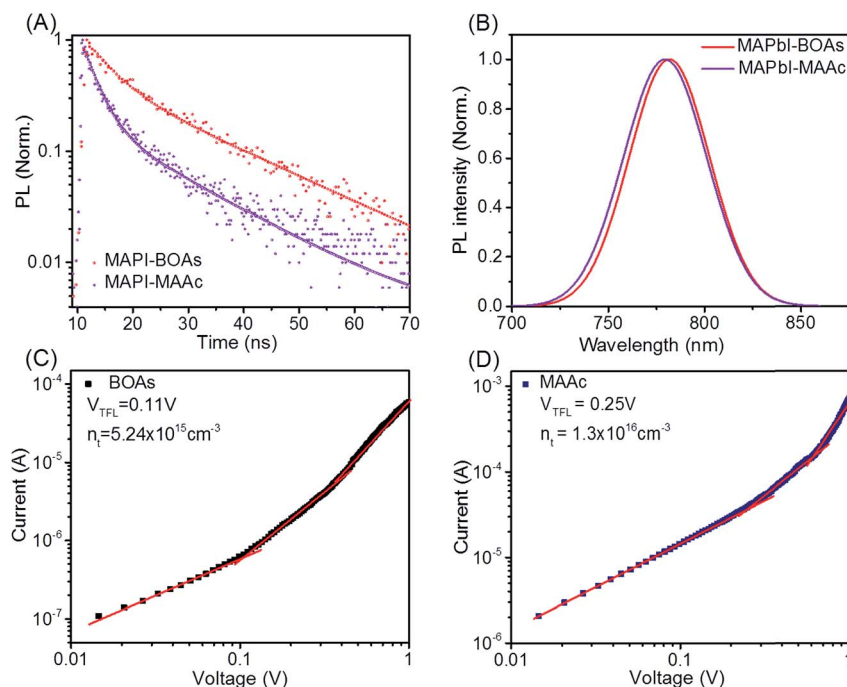 (A)
1
0.1
0.01
PL (Norm.)
MAPI-BOAs
MAPI-MAAc
10 20 30 40 50 60 70
Time (ns)
(B)
MAPbI-BOAs
MAPbI-MAAc
1.0
0.8
0.6
0.4
0.2
0.0
PL intensity (Norm.)
700 750 800 850
Wavelength (nm)
(C)
BOAs
V_TFL=0.11V
n_t=5.24x10^15cm^-3
10^-4
10^-5
10^-6
10^-7
Current (A)
0.01 0.1 1
Voltage (V)
(D)
MAAc
V_TFL = 0.25V
n_t = 1.3x10^16cm^-3
10^-3
10^-4
10^-5
10^-6
Current (A)
0.01 0.1 1
Voltage (V)